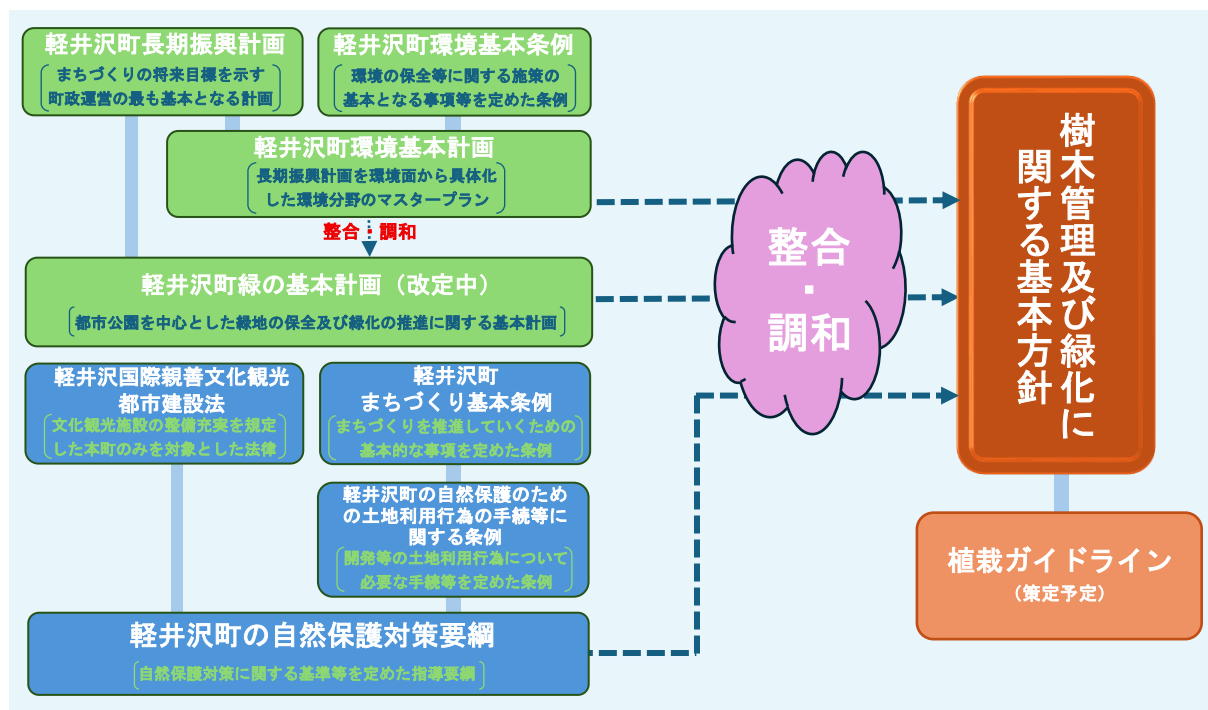 軽井沢町長期振興計画
まちづくりの将来目標を示す
町政運営の最も基本となる計画
軽井沢町環境基本条例
環境の保全等に関する施策の
基本となる事項等を定めた条例
軽井沢町環境基本計画
長期振興計画を環境面から具体化
した環境分野のマスタープラン
整合・調和
軽井沢町緑の基本計画（改定中）
都市公園を中心とした緑地の保全及び緑化の推進に関する基本計画
軽井沢国際親善文化観光
都市建設法
文化観光施設の整備充実を規定
した本町のみを対象とした法律
軽井沢町
まちづくり基本条例
まちづくりを推進していくための
基本的な事項を定めた条例
軽井沢町の自然保護のため
の土地利用行為の手続等に
関する条例
開発等の土地利用行為について
必要な手続等を定めた条例
軽井沢町の自然保護対策要綱
自然保護対策に関する基準等を定めた指導要綱
整合
・
調和
樹木管理及び緑化に
関する基本方針
植栽ガイドライン
（策定予定）